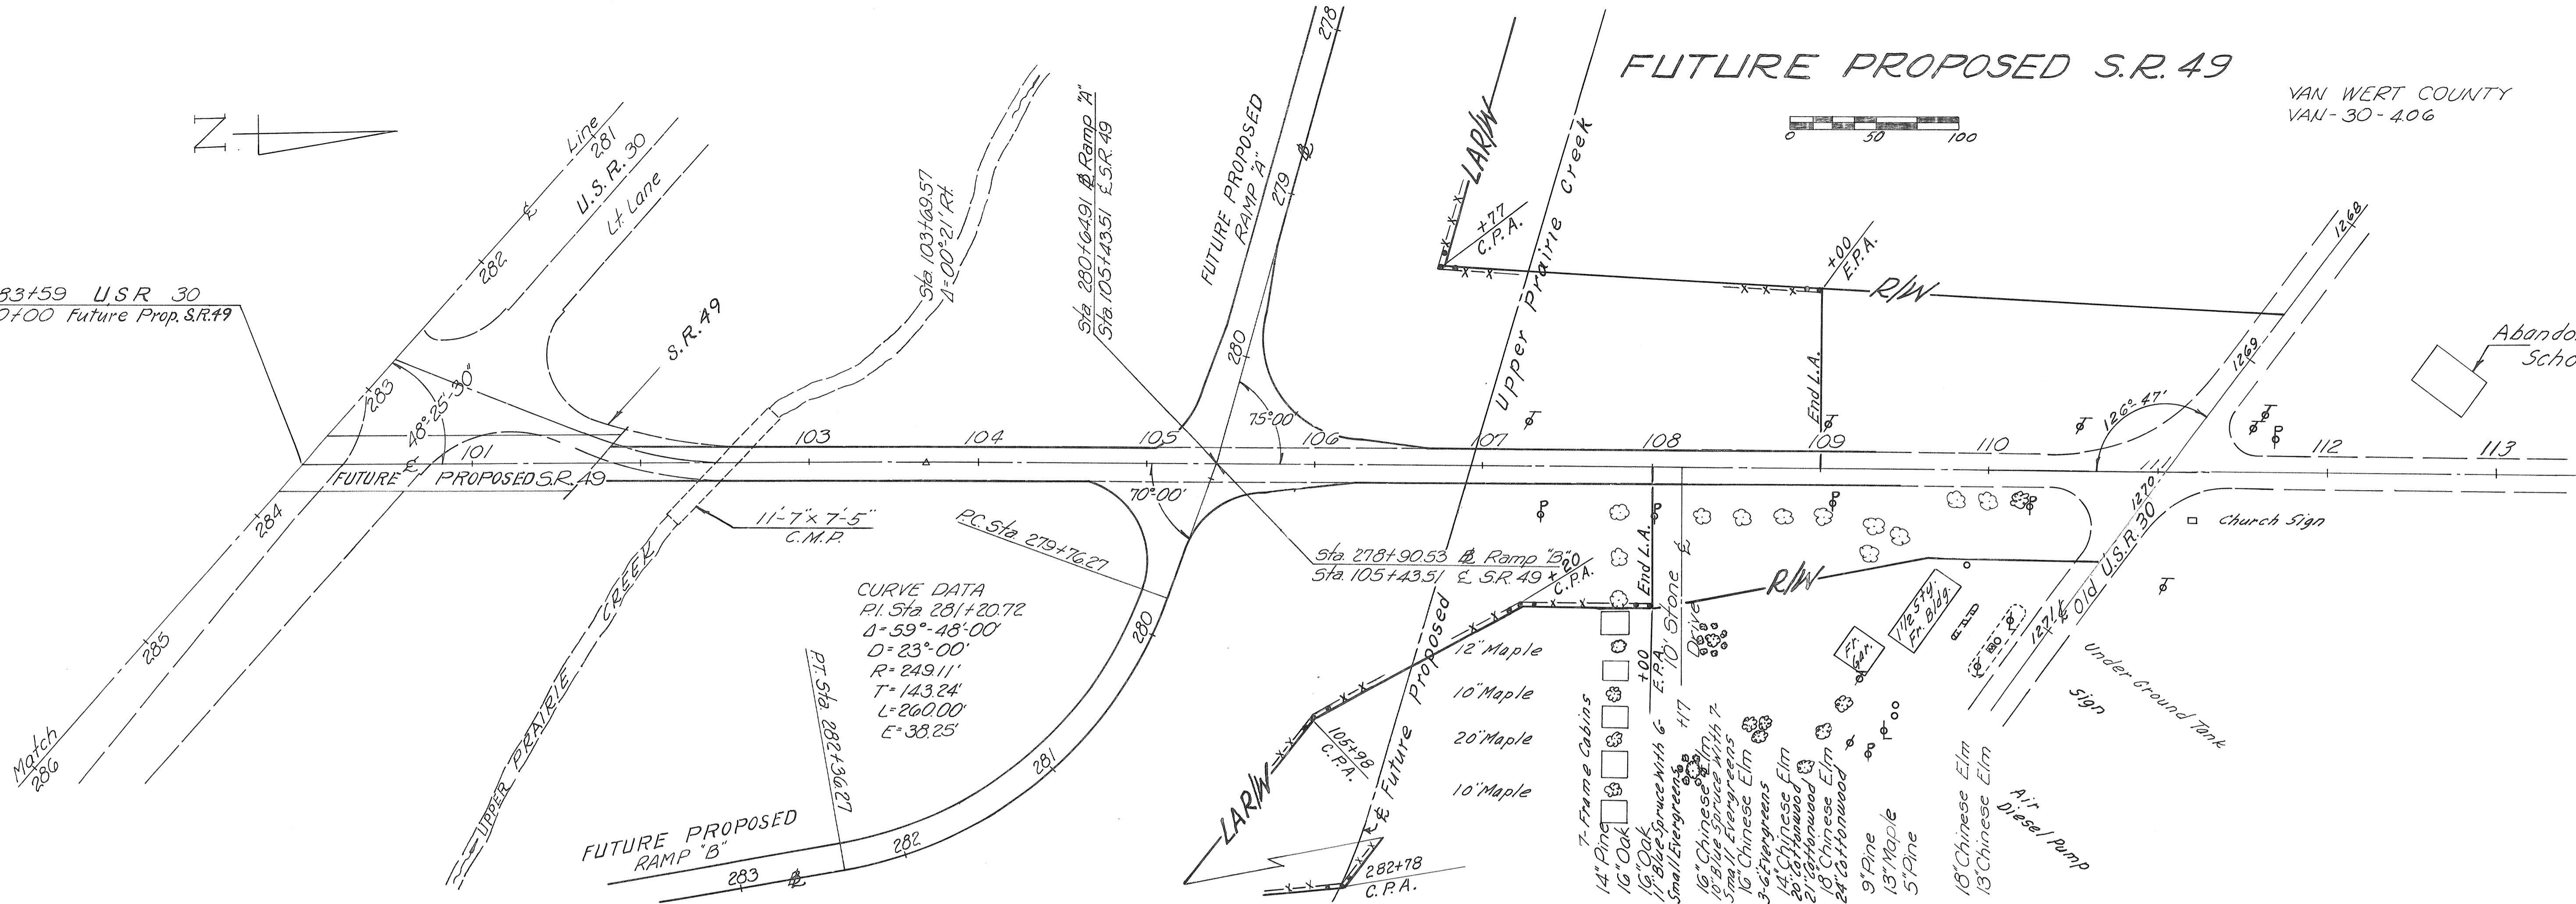 FUTURE PROPOSED S.R. 49
VAN WERT COUNTY
VAN-30-4.06
0 50 100
N
Line
281
℄
U.S.R. 30
Lt. Lane
282
283
284
285
Match
286
83+59 U S R 30
0+00 Future Prop. S.R.49
48°-25'-30"
S.R. 49
℄
FUTURE PROPOSED S.R. 49
101
103
104
105
106
107
108
109
110
111
112
113
Sta. 103+69.57
Δ=00°-21' Rt.
Sta. 280+64.91 ℄ Ramp "A"
Sta. 105+43.51 ℄ S.R. 49
FUTURE PROPOSED
RAMP "A"
278
279
280
75°-00'
70°-00'
LAR/W
+77
C.P.A.
Upper Prairie Creek
+00
E.P.A.
R/W
End L.A.
1268
1269
1270
1271
℄ Old U.S.R. 30
126°-47'
Abando
Scho
Church Sign
11'-7" x 7'-5"
C.M.P.
UPPER PRAIRIE CREEK
P.C. Sta. 279+76.27
CURVE DATA
P.I. Sta 281+20.72
Δ=59°-48'-00"
D=23°-00'
R=249.11'
T=143.24'
L=260.00'
E=38.25'
P.T. Sta. 282+36.27
FUTURE PROPOSED
RAMP "B"
280
281
282
283
Sta. 278+90.53 ℄ Ramp "B"
Sta. 105+43.51 ℄ S.R. 49
+20
C.P.A.
LAR/W
105+98
C.P.A.
282+78
C.P.A.
℄ Future Proposed
End L.A.
+00
E.P.A.
10' Stone Drive
℄
+17
R/W
12" Maple
10" Maple
20" Maple
10" Maple
7-Frame Cabins
14" Pine
16" Oak
16" Oak
11" Blue Spruce With 6-
Small Evergreens
16" Chinese Elm
10" Blue Spruce With 7-
Small Evergreens
16" Chinese Elm
3-6" Evergreens
14" Chinese Elm
20" Cottonwood
21" Cottonwood
18" Chinese Elm
24" Cottonwood
9" Pine
13" Maple
5" Pine
18" Chinese Elm
13" Chinese Elm
Fr.
Gar.
1 1/2 Sty.
Fr. Bldg.
Under Ground Tank
Sign
Air
Diesel Pump